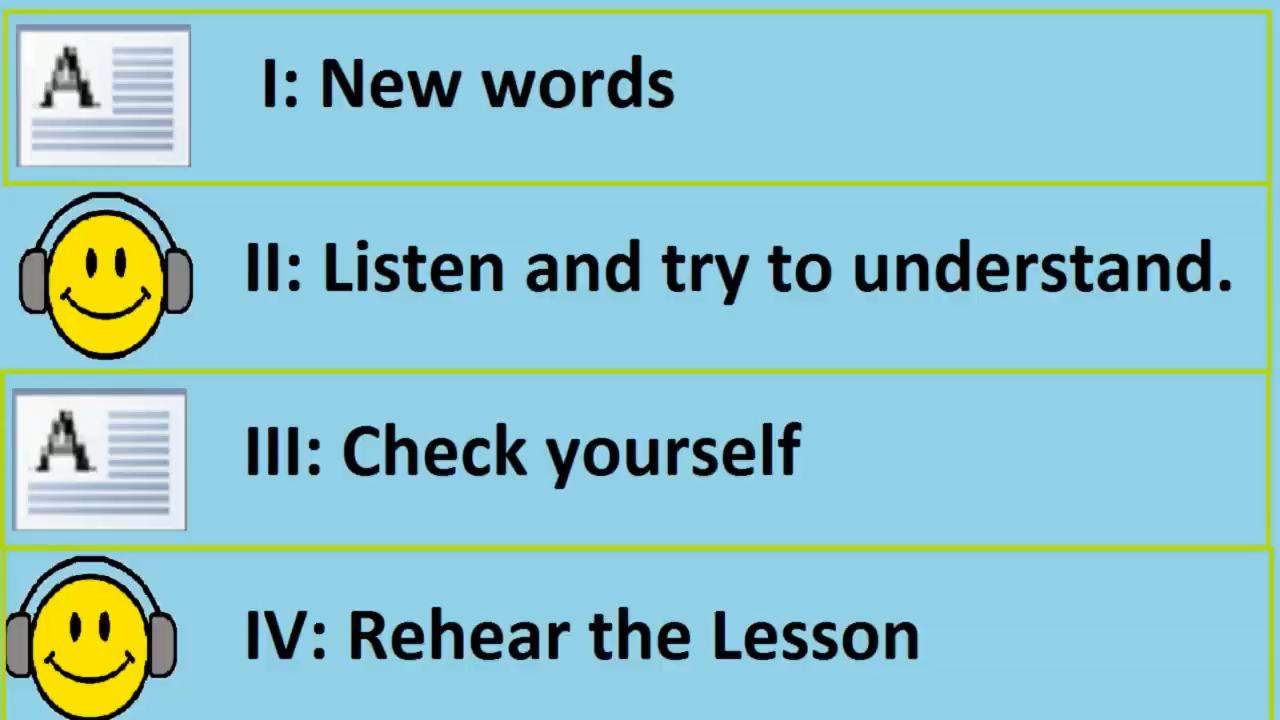 I: New words
II: Listen and try to understand.
III: Check yourself
IV: Rehear the Lesson